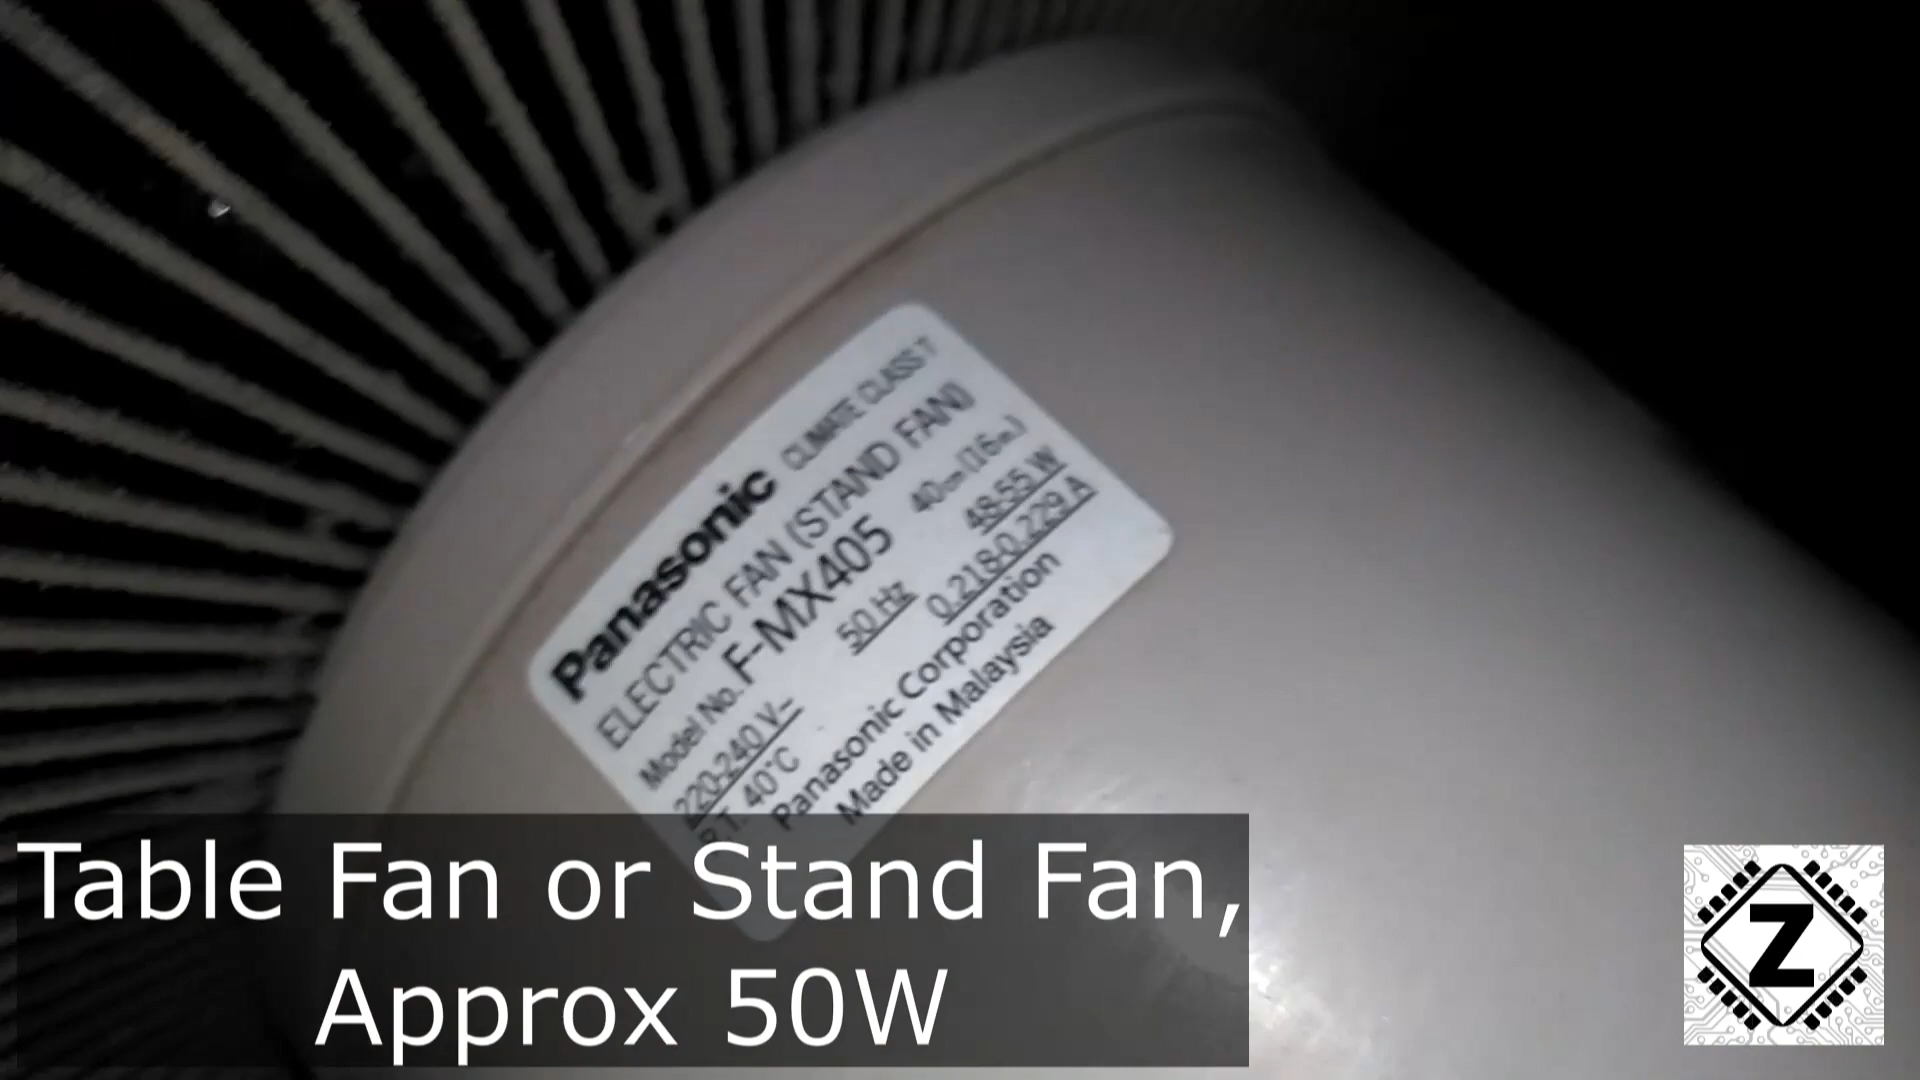 Panasonic CLIMATE CLASS T
ELECTRIC FAN (STAND FAN)
Model No. F-MX405 40cm (16in.)
220-240 V~ 50 Hz 48-55 W
R.T. 40°C 0.218-0.229 A
Panasonic Corporation
Made in Malaysia
Table Fan or Stand Fan,
Approx 50W
Z